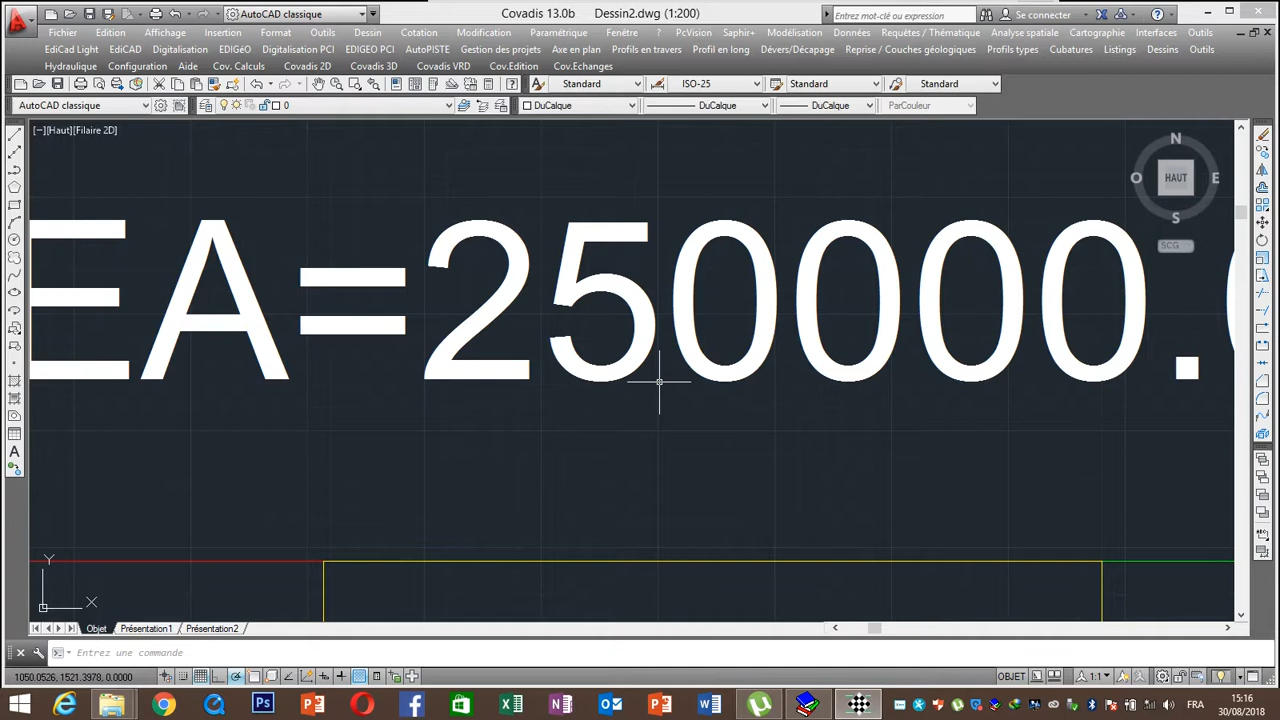 Covadis 13.0b Dessin2.dwg (1:200)
AutoCAD classique
Entrez mot-clé ou expression
Se connecter
Fichier Edition Affichage Insertion Format Outils Dessin Cotation Modification Paramétrique Fenêtre ? PcVision Saphir+ Modélisation Données Requêtes / Thématique Analyse spatiale Cartographie Interfaces Outils
EdiCad Light EdiCAD Digitalisation EDIGéO Digitalisation PCI EDIGEO PCI AutoPISTE Gestion des projets Axe en plan Profils en travers Profil en long Dévers/Décapage Reprise / Couches géologiques Profils types Cubatures Listings Dessins Outils
Hydraulique Configuration Aide Cov. Calculs Covadis 2D Covadis 3D Covadis VRD Cov.Edition Cov.Echanges
Standard ISO-25 Standard Standard
AutoCAD classique 0 DuCalque DuCalque DuCalque ParCouleur
[−][Haut][Filaire 2D]
N
O HAUT E
S
SCG
EA=250000.
Y
X
Objet Présentation1 Présentation2
Entrez une commande
1050.0526, 1521.3978, 0.0000 OBJET 1:1
15:16
FRA
30/08/2018